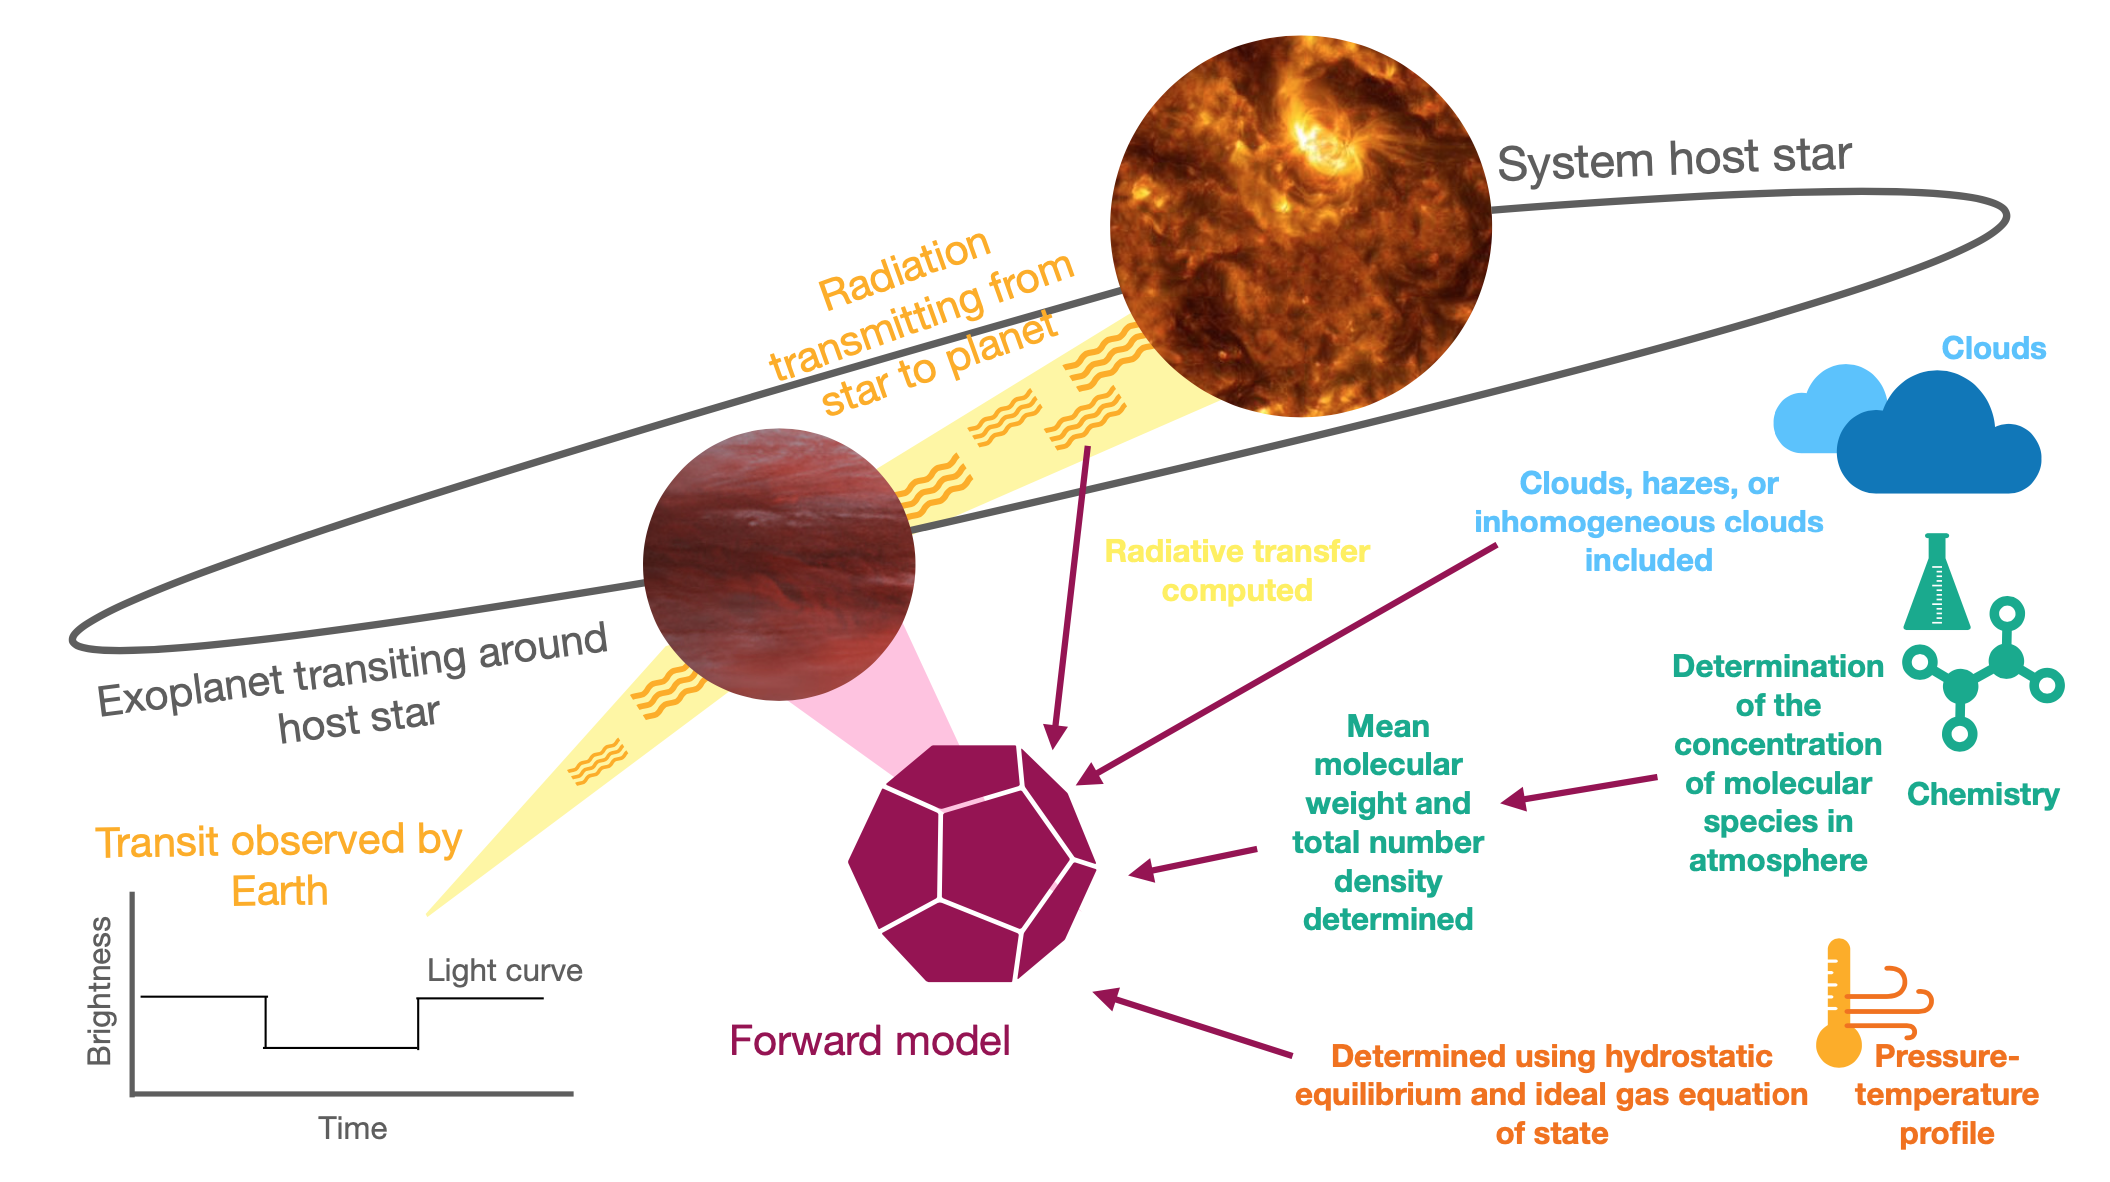 System host star
Radiation
transmitting from
star to planet
Clouds
Clouds, hazes, or
inhomogeneous clouds
included
Radiative transfer
computed
Exoplanet transiting around
host star
Determination
of the
concentration
of molecular
species in
atmosphere
Chemistry
Mean
molecular
weight and
total number
density
determined
Transit observed by
Earth
Brightness
Light curve
Time
Forward model
Determined using hydrostatic
equilibrium and ideal gas equation
of state
Pressure-
temperature
profile